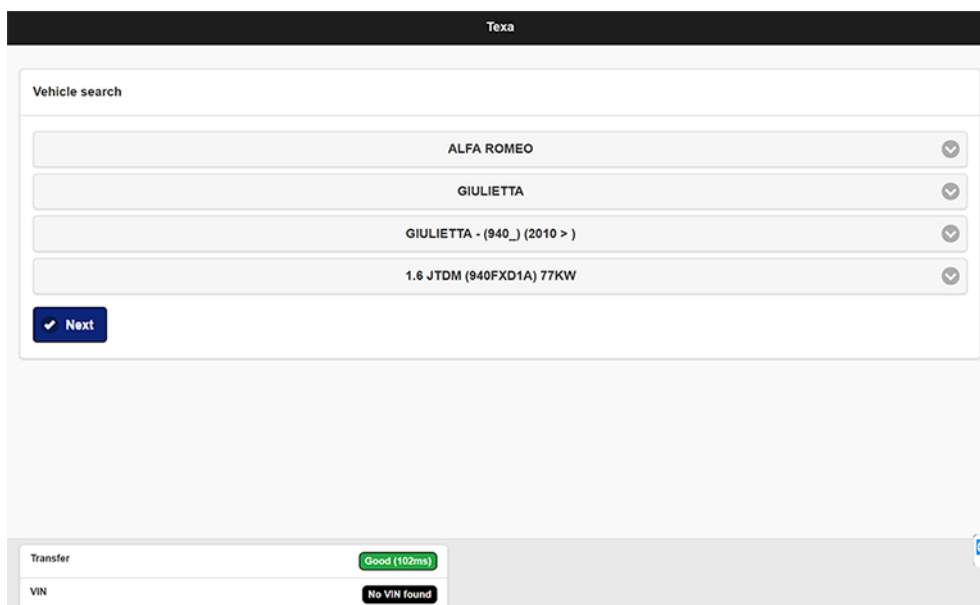 Texa
Vehicle search
ALFA ROMEO
GIULIETTA
GIULIETTA - (940_) (2010 > )
1.6 JTDM (940FXD1A) 77KW
Next
Transfer Good (102ms)
VIN No VIN found